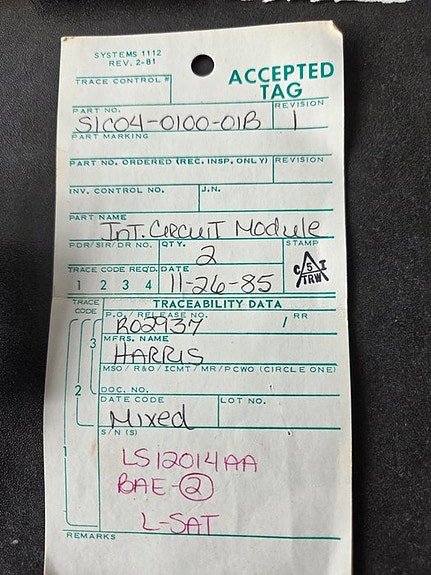 SYSTEMS 1112
REV. 2-81
TRACE CONTROL #
ACCEPTED
TAG
PART NO.
REVISION
S1C04-0100-01B
1
PART MARKING
PART NO. ORDERED (REC. INSP. ONLY)
REVISION
INV. CONTROL NO.
J.N.
PART NAME
InT. CIRCUIT Module
PDR/SIR/DR NO.
QTY.
STAMP
2
C 5 I
TRW
TRACE CODE REQ'D.
DATE
1 2 3 4
11-26-85
TRACE
CODE
TRACEABILITY DATA
P.O. / RELEASE NO.
/ RR
R02937
MFRS. NAME
3
HARRIS
MSO / R&O / ICMT / MR/PCWO (CIRCLE ONE)
DOC. NO.
2
DATE CODE
LOT NO.
Mixed
S/N (S)
1
LS12014AA
BAE-2
L-SAT
REMARKS